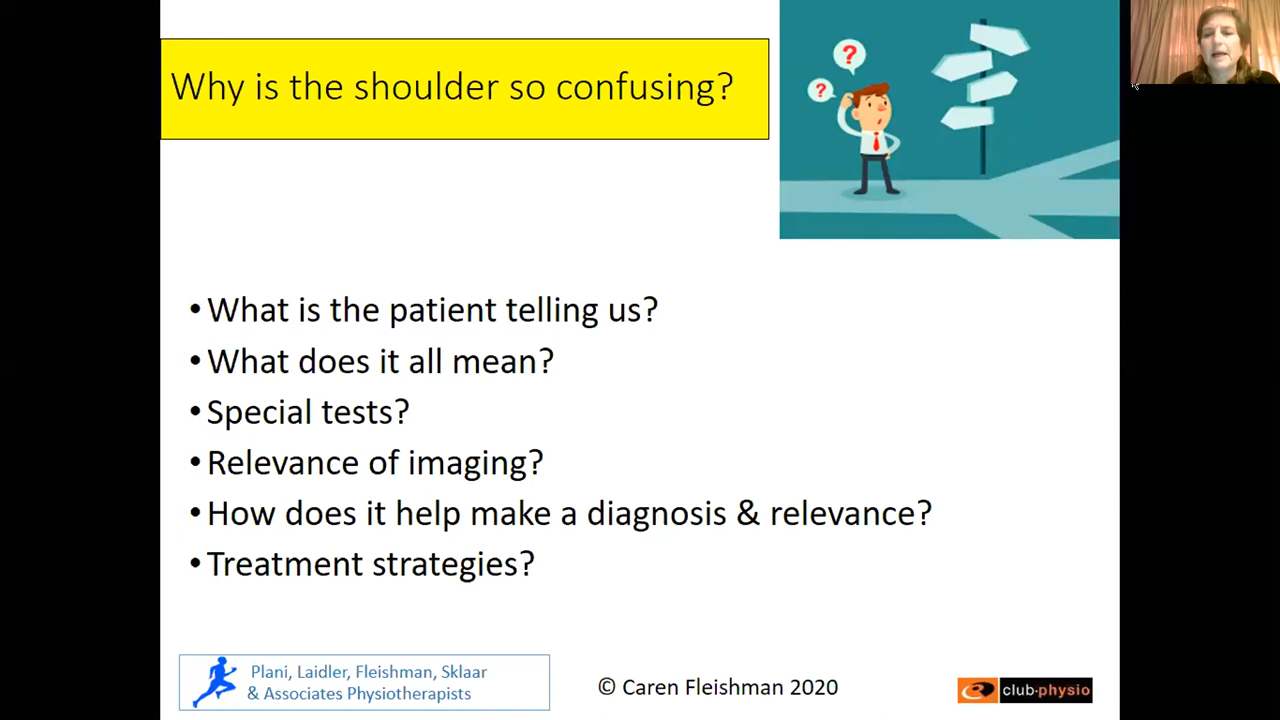 Why is the shoulder so confusing?
? ?
• What is the patient telling us?
• What does it all mean?
• Special tests?
• Relevance of imaging?
• How does it help make a diagnosis & relevance?
• Treatment strategies?
Plani, Laidler, Fleishman, Sklaar
& Associates Physiotherapists
© Caren Fleishman 2020
club-physio